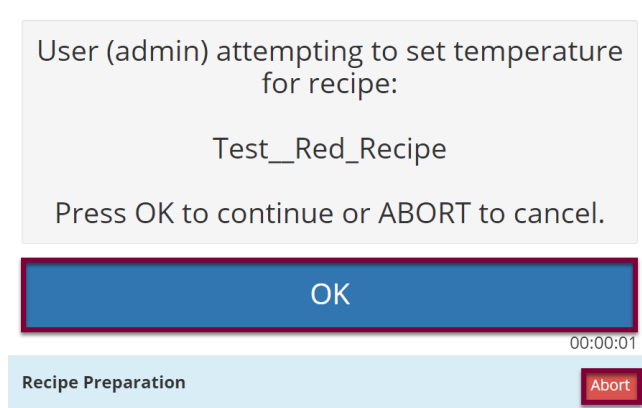 User (admin) attempting to set temperature
for recipe:
Test__Red_Recipe
Press OK to continue or ABORT to cancel.
OK
00:00:01
Recipe Preparation
Abort